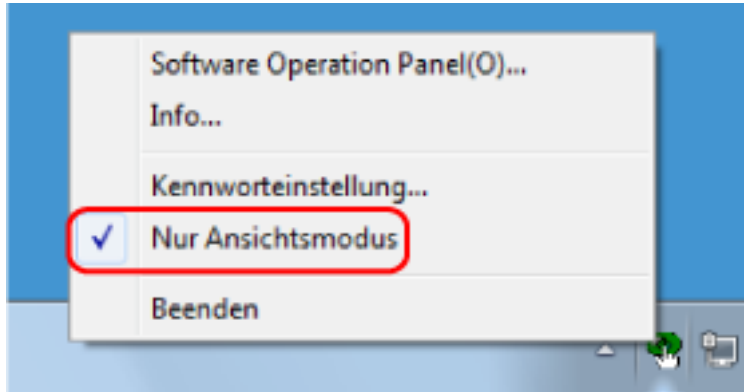 Software Operation Panel(O)...
Info...
Kennworteinstellung...
Nur Ansichtsmodus
Beenden